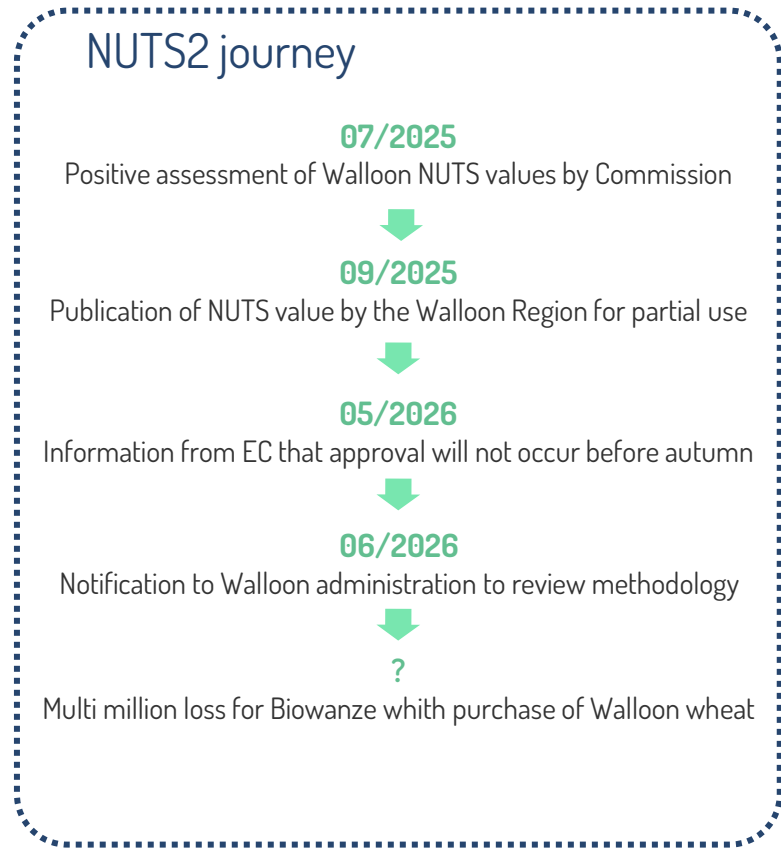 NUTS2 journey
07/2025
Positive assessment of Walloon NUTS values by Commission
09/2025
Publication of NUTS value by the Walloon Region for partial use
05/2026
Information from EC that approval will not occur before autumn
06/2026
Notification to Walloon administration to review methodology
?
Multi million loss for Biowanze whith purchase of Walloon wheat